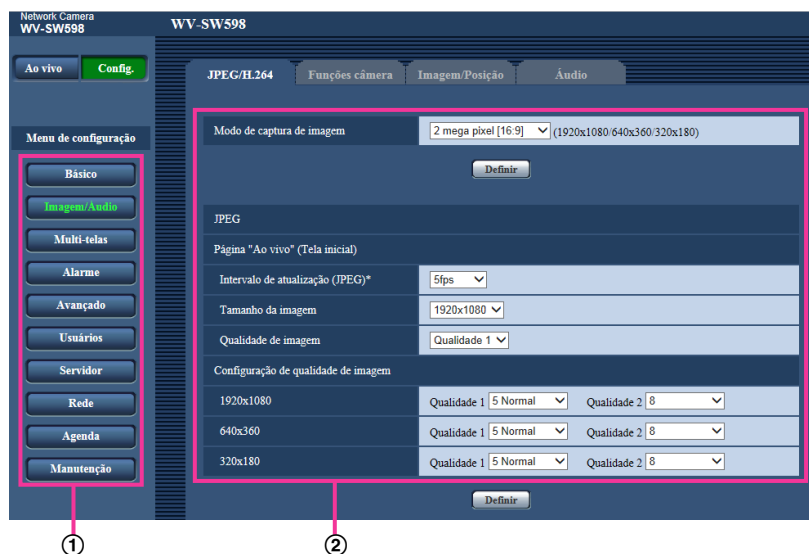 Network Camera
WV-SW598
WV-SW598
Ao vivo Config.
JPEG/H.264 Funções câmera Imagem/Posição Áudio
Menu de configuração
Básico
Imagem/Áudio
Multi-telas
Alarme
Avançado
Usuários
Servidor
Rede
Agenda
Manutenção
Modo de captura de imagem 2 mega pixel [16:9] (1920x1080/640x360/320x180)
Definir
JPEG
Página "Ao vivo" (Tela inicial)
Intervalo de atualização (JPEG)* 5fps
Tamanho da imagem 1920x1080
Qualidade de imagem Qualidade 1
Configuração de qualidade de imagem
1920x1080 Qualidade 1 5 Normal Qualidade 2 8
640x360 Qualidade 1 5 Normal Qualidade 2 8
320x180 Qualidade 1 5 Normal Qualidade 2 8
Definir
① ②